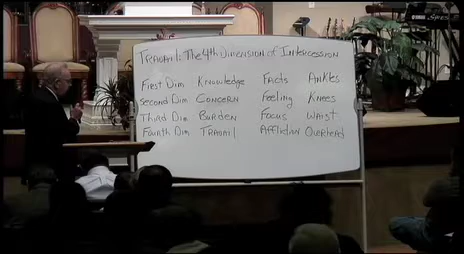 TRAVAIL: The 4th Dimension of Intercession
First Dim Knowledge Facts Ankles
Second Dim Concern Feeling Knees
Third Dim Burden Focus Waist
Fourth Dim Travail Affliction Overhead